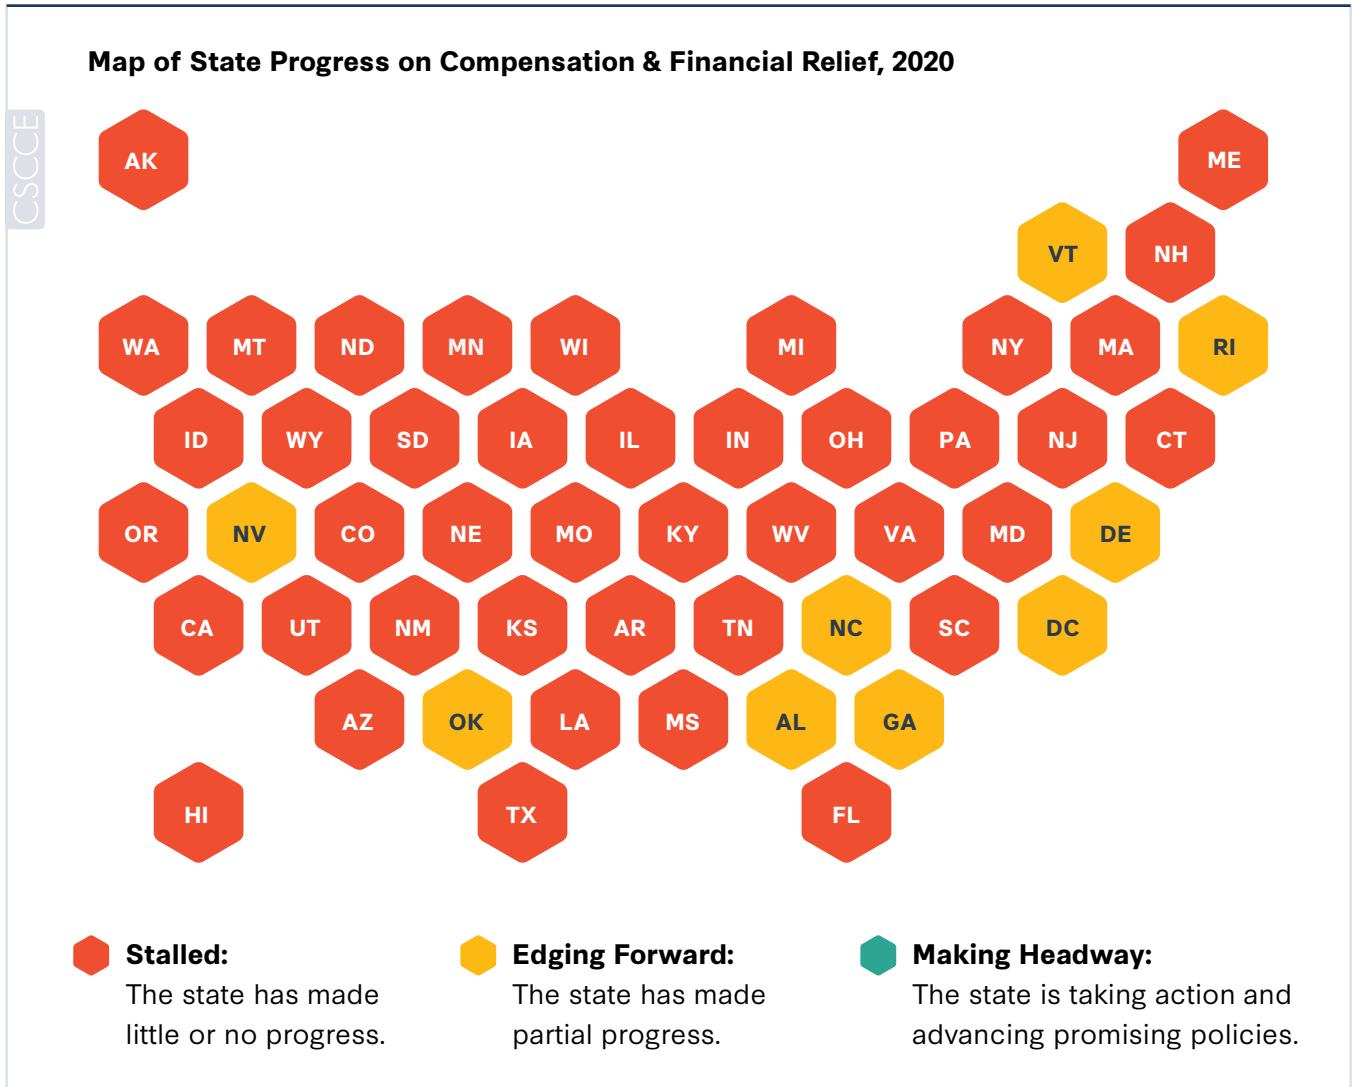 Map of State Progress on Compensation & Financial Relief, 2020
CSCCE
AK ME
VT NH
WA MT ND MN WI MI NY MA RI
ID WY SD IA IL IN OH PA NJ CT
OR NV CO NE MO KY WV VA MD DE
CA UT NM KS AR TN NC SC DC
AZ OK LA MS AL GA
HI TX FL
Stalled:
The state has made
little or no progress.
Edging Forward:
The state has made
partial progress.
Making Headway:
The state is taking action and
advancing promising policies.